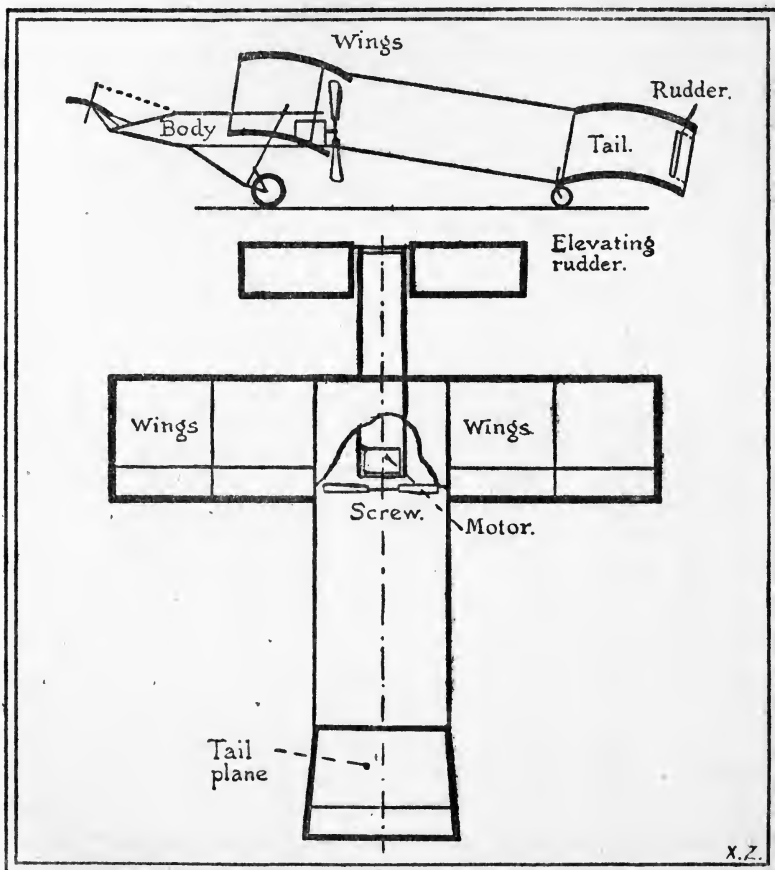 Wings
Rudder.
Body
Tail.
Elevating
rudder.
Wings
Wings.
Screw.
Motor.
Tail
plane
X.Z.